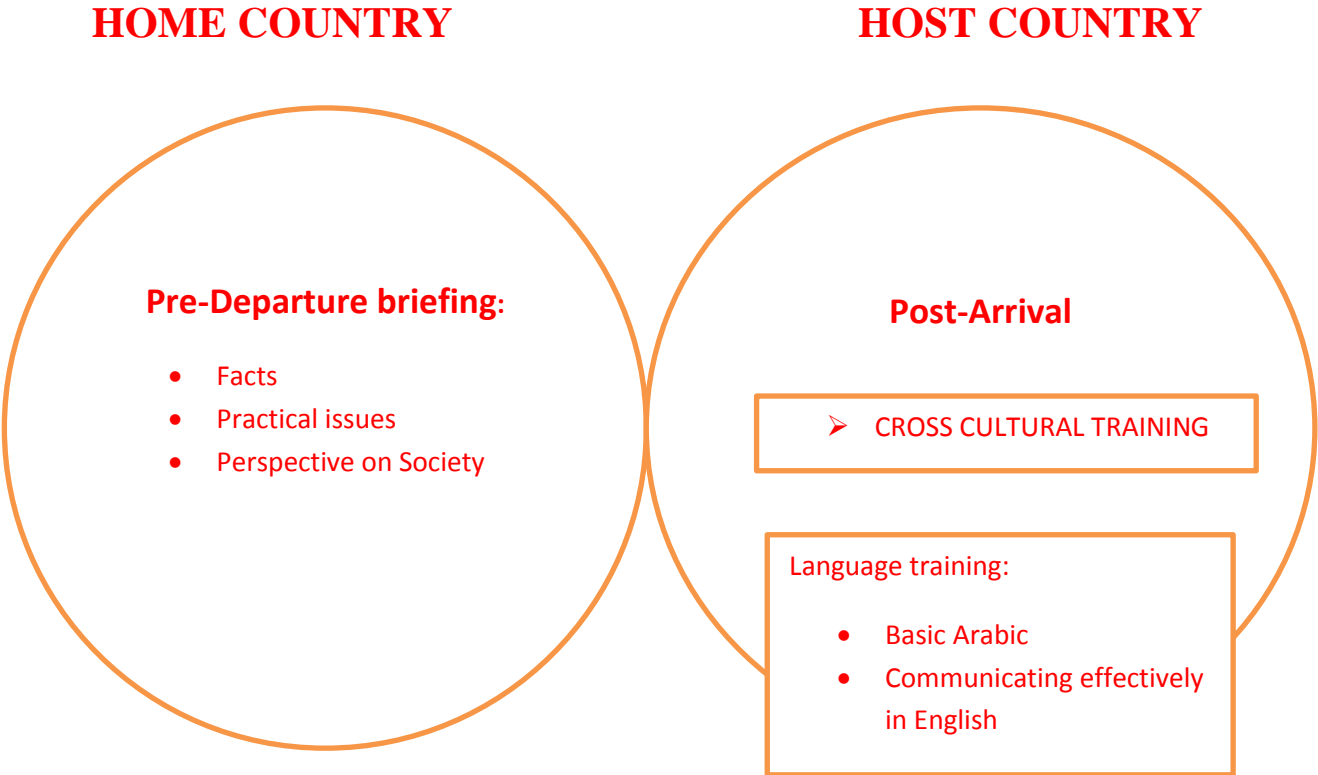 HOME COUNTRY
HOST COUNTRY
Pre-Departure briefing:
• Facts
• Practical issues
• Perspective on Society
Post-Arrival
➢ CROSS CULTURAL TRAINING
Language training:
• Basic Arabic
• Communicating effectively
in English